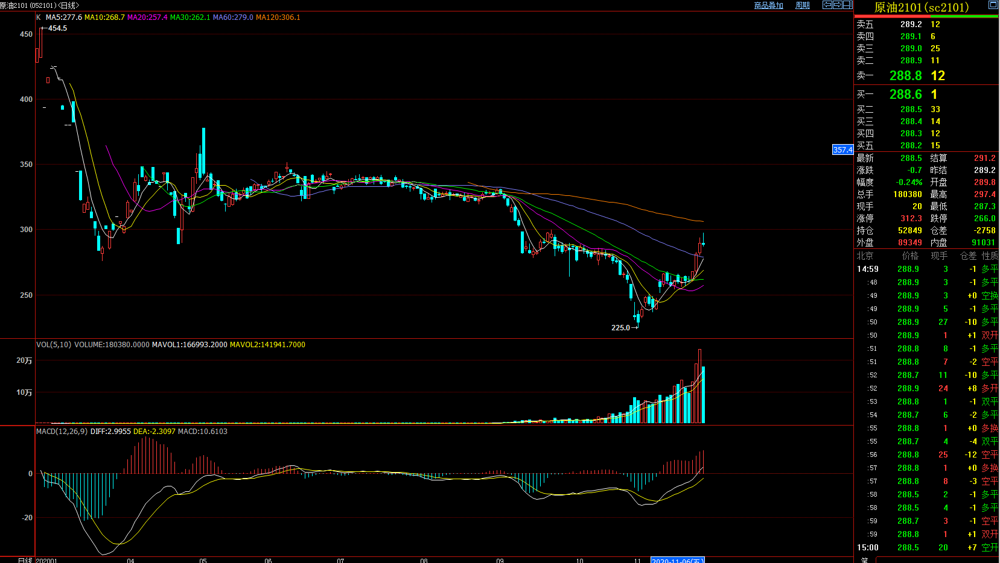 原油2101(052101)<日线>
商品叠加 周期
K MA5:277.6 MA10:268.7 MA20:257.4 MA30:262.1 MA60:279.0 MA120:306.1
454.5
450
400
350
300
250
357.4
225.0
VOL(5,10) VOLUME:180380.0000 MAVOL1:166993.2000 MAVOL2:141941.7000
20万
10万
MACD(12,26,9) DIFF:2.9955 DEA:-2.3097 MACD:10.6103
0
-20
日线 202001 04 05 06 07 08 09 10 11 2020-11-06(五)
原油2101(sc2101)
卖五 289.2 12
卖四 289.1 6
卖三 289.0 25
卖二 288.9 11
卖一 288.8 12
买一 288.6 1
买二 288.5 33
买三 288.4 14
买四 288.3 12
买五 288.2 15
最新 288.5 结算 291.2
涨跌 -0.7 昨结 289.2
幅度 -0.24% 开盘 289.8
总手 180380 最高 297.4
现手 20 最低 287.3
涨停 312.3 跌停 266.0
持仓 52849 仓差 -2758
外盘 89349 内盘 91031
北京 价格 现手 仓差 性质
14:59 288.9 3 -1 多平
:48 288.9 3 -1 多平
:49 288.9 3 +0 空换
:49 288.9 5 -1 多平
:50 288.9 27 -10 多平
:50 288.9 1 +1 双开
:51 288.8 8 -1 多平
:51 288.8 7 -2 空平
:52 288.7 11 -10 多平
:52 288.9 24 +8 多开
:53 288.8 1 -1 双平
:54 288.7 6 -2 多平
:55 288.8 1 +0 多换
:55 288.7 4 -4 双平
:56 288.8 25 -12 空平
:57 288.8 1 +0 多换
:57 288.8 8 -3 空平
:58 288.5 2 -1 多平
:58 288.5 4 -1 多平
:59 288.7 3 -1 空平
:59 288.8 1 +1 双开
15:00 288.5 20 +7 空开
笔